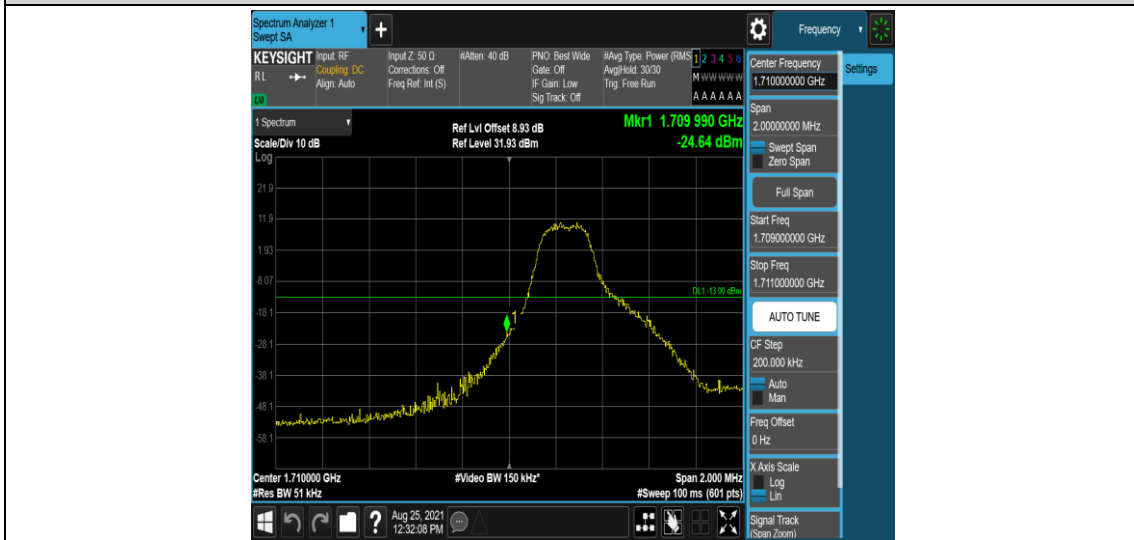 Spectrum Analyzer 1
Swept SA
+
Frequency
KEYSIGHT
RL
LXI
Input: RF
Coupling: DC
Align: Auto
Input Z: 50 Ω
Corrections: Off
Freq Ref: Int (S)
#Atten: 40 dB
PNO: Best Wide
Gate: Off
IF Gain: Low
Sig Track: Off
#Avg Type: Power (RMS
Avg|Hold: 30/30
Trig: Free Run
1 2 3 4 5 6
M W W W W W
A A A A A A
1 Spectrum
Scale/Div 10 dB
Log
Ref Lvl Offset 8.93 dB
Ref Level 31.93 dBm
Mkr1 1.709 990 GHz
-24.64 dBm
21.9
11.9
1.93
-8.07
-18.1
-28.1
-38.1
-48.1
-58.1
DL1 -13.00 dBm
1
Center 1.710000 GHz
#Res BW 51 kHz
#Video BW 150 kHz*
Span 2.000 MHz
#Sweep 100 ms (601 pts)
Center Frequency
1.710000000 GHz
Settings
Span
2.00000000 MHz
Swept Span
Zero Span
Full Span
Start Freq
1.709000000 GHz
Stop Freq
1.711000000 GHz
AUTO TUNE
CF Step
200.000 kHz
Auto
Man
Freq Offset
0 Hz
X Axis Scale
Log
Lin
Signal Track
(Span Zoom)
?
Aug 25, 2021
12:32:08 PM